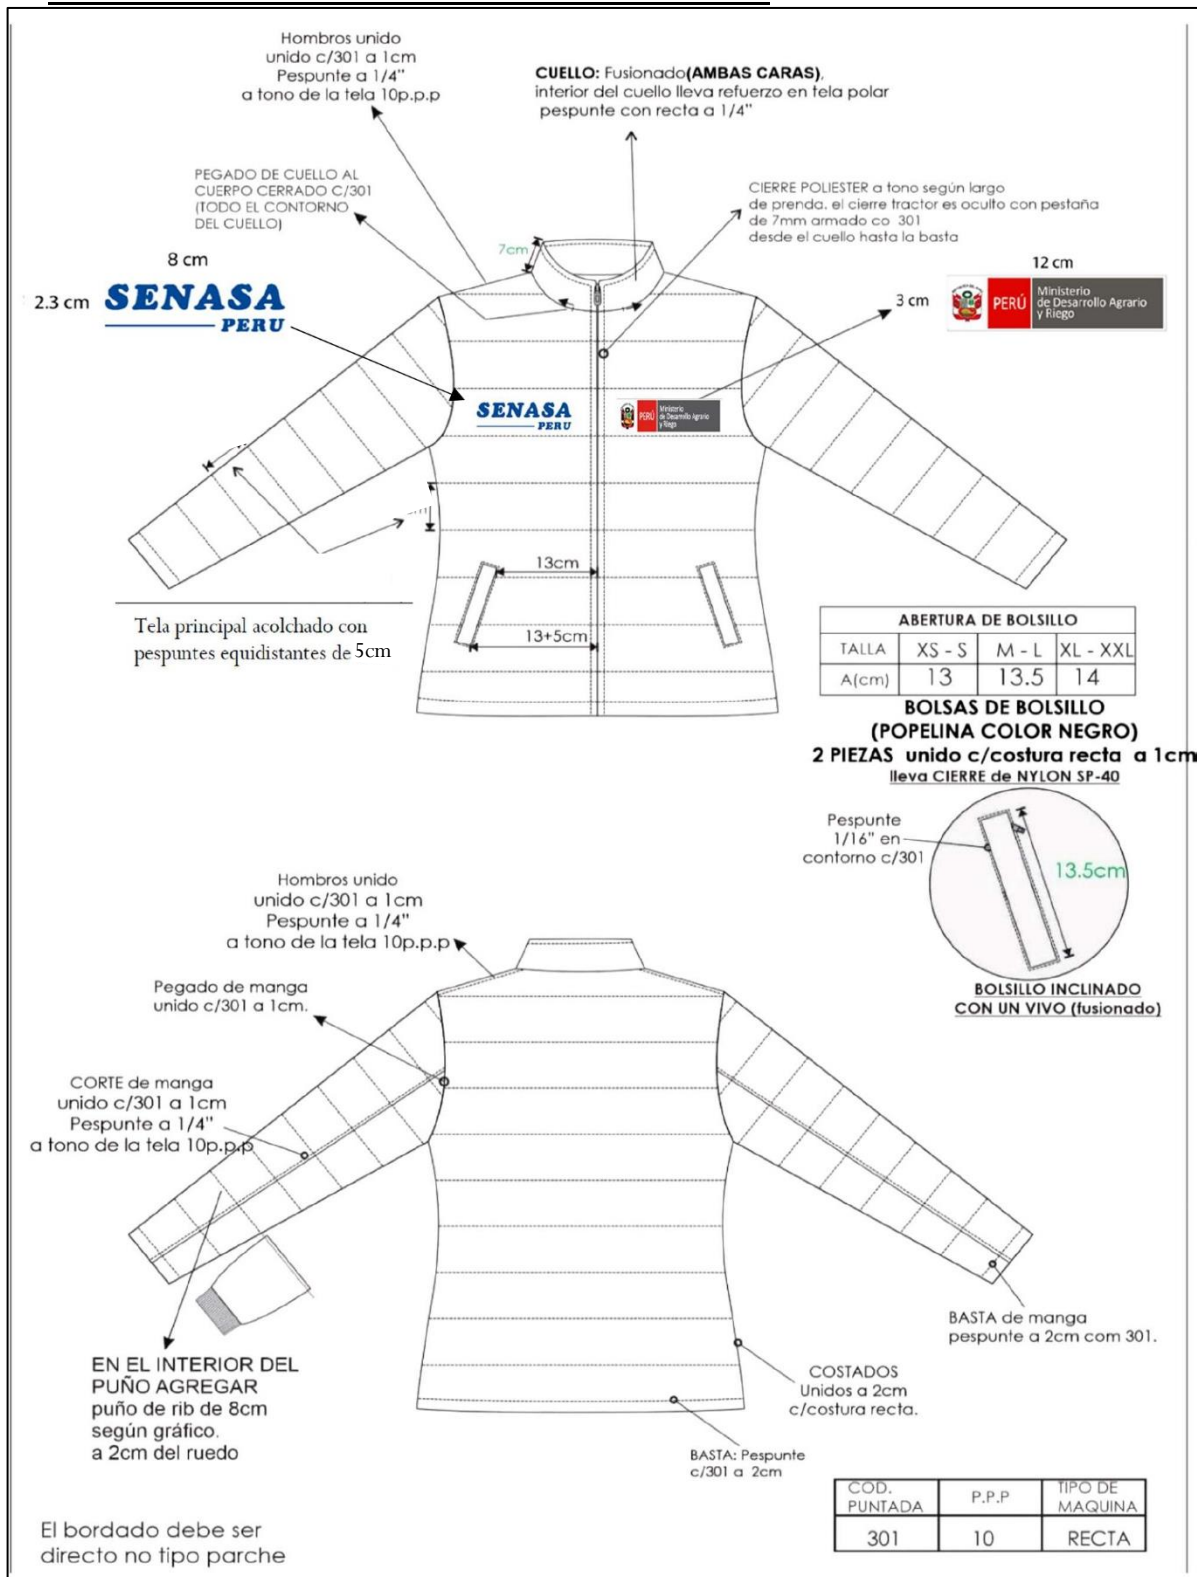 Hombros unido
unido c/301 a 1cm
Pespunte a 1/4"
a tono de la tela 10p.p.p
CUELLO: Fusionado(AMBAS CARAS),
interior del cuello lleva refuerzo en tela polar
pespunte con recta a 1/4"
PEGADO DE CUELLO AL
CUERPO CERRADO C/301
(TODO EL CONTORNO
DEL CUELLO)
CIERRE POLIESTER a tono según largo
de prenda. el cierre tractor es oculto con pestaña
de 7mm armado co 301
desde el cuello hasta la basta
7cm
8 cm
2.3 cm
SENASA
PERU
12 cm
3 cm
PERÚ
Ministerio
de Desarrollo Agrario
y Riego
SENASA
PERU
PERÚ
Ministerio
de Desarrollo Agrario
y Riego
13cm
13+5cm
Tela principal acolchado con
pespuntes equidistantes de 5cm
ABERTURA DE BOLSILLO
TALLA XS - S M - L XL - XXL
A(cm) 13 13.5 14
BOLSAS DE BOLSILLO
(POPELINA COLOR NEGRO)
2 PIEZAS unido c/costura recta a 1cm
lleva CIERRE de NYLON SP-40
Pespunte
1/16" en
contorno c/301
13.5cm
BOLSILLO INCLINADO
CON UN VIVO (fusionado)
Hombros unido
unido c/301 a 1cm
Pespunte a 1/4"
a tono de la tela 10p.p.p
Pegado de manga
unido c/301 a 1cm.
CORTE de manga
unido c/301 a 1cm
Pespunte a 1/4"
a tono de la tela 10p.p.p
EN EL INTERIOR DEL
PUÑO AGREGAR
puño de rib de 8cm
según gráfico.
a 2cm del ruedo
BASTA de manga
pespunte a 2cm com 301.
COSTADOS
Unidos a 2cm
c/costura recta.
BASTA: Pespunte
c/301 a 2cm
COD. PUNTADA P.P.P TIPO DE MAQUINA
301 10 RECTA
El bordado debe ser
directo no tipo parche